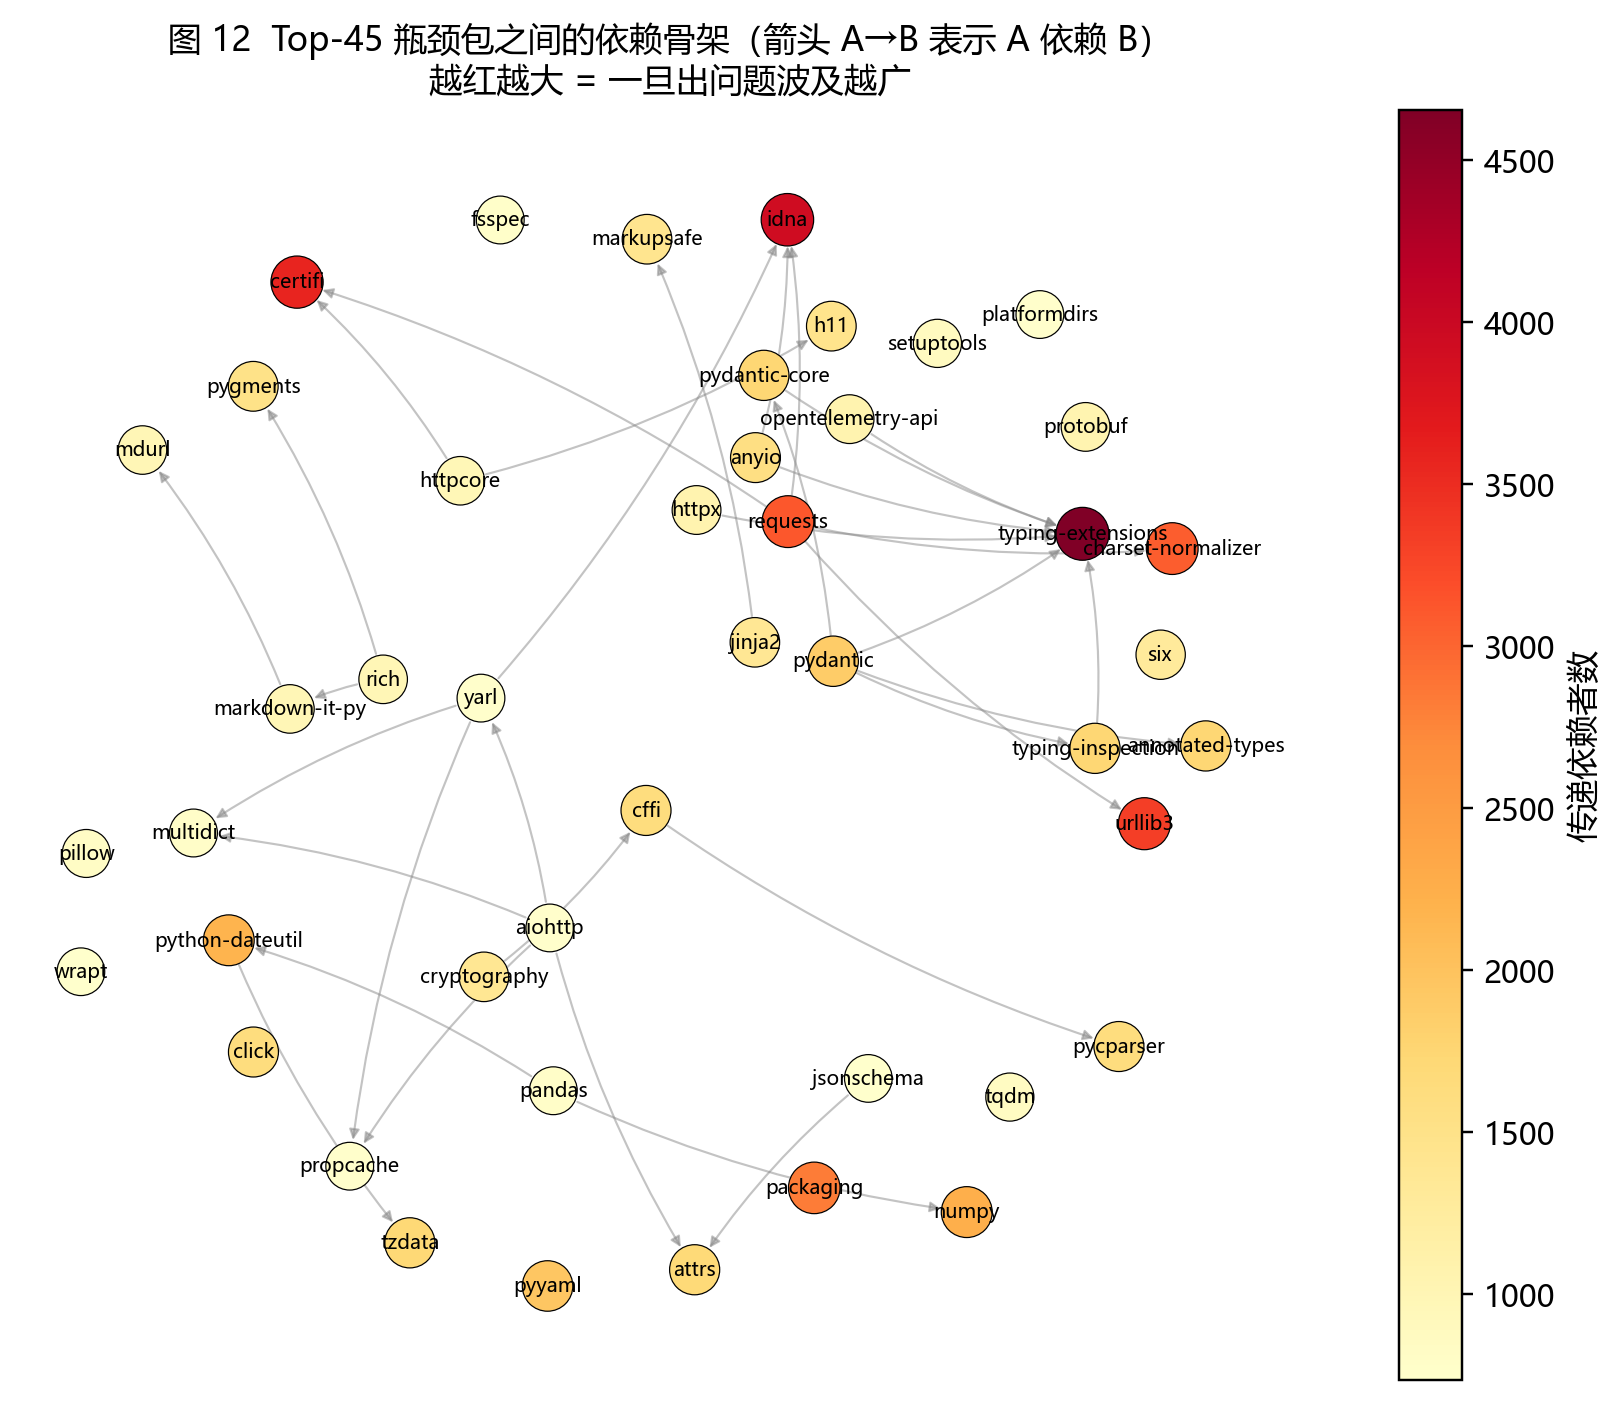 图 12  Top-45 瓶颈包之间的依赖骨架（箭头 A→B 表示 A 依赖 B）
越红越大 = 一旦出问题波及越广
fsspec
markupsafe
idna
certifi
h11
platformdirs
setuptools
pydantic-core
pygments
opentelemetry-api
protobuf
mdurl
anyio
httpcore
httpx
requests
typing-extensions
charset-normalizer
jinja2
pydantic
six
rich
yarl
markdown-it-py
typing-inspection
annotated-types
cffi
urllib3
multidict
pillow
aiohttp
python-dateutil
cryptography
wrapt
click
pycparser
pandas
jsonschema
tqdm
propcache
packaging
numpy
tzdata
attrs
pyyaml
4500
4000
3500
3000
2500
2000
1500
1000
传递依赖者数